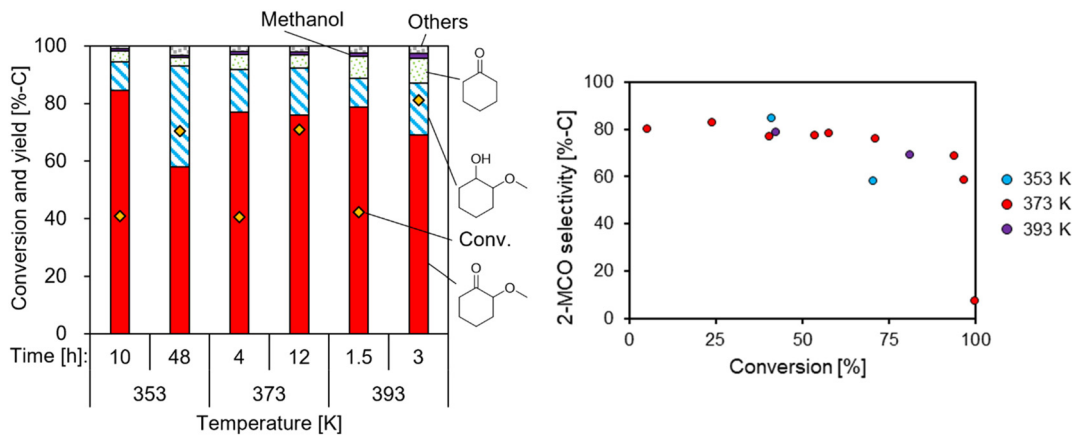 Methanol
Others
Conversion and yield [%-C]
100
80
60
40
20
0
O
OH
O
Conv.
O
O
Time [h]:
10
48
4
12
1.5
3
353
373
393
Temperature [K]
2-MCO selectivity [%-C]
100
80
60
40
20
0
0
25
50
75
100
Conversion [%]
353 K
373 K
393 K